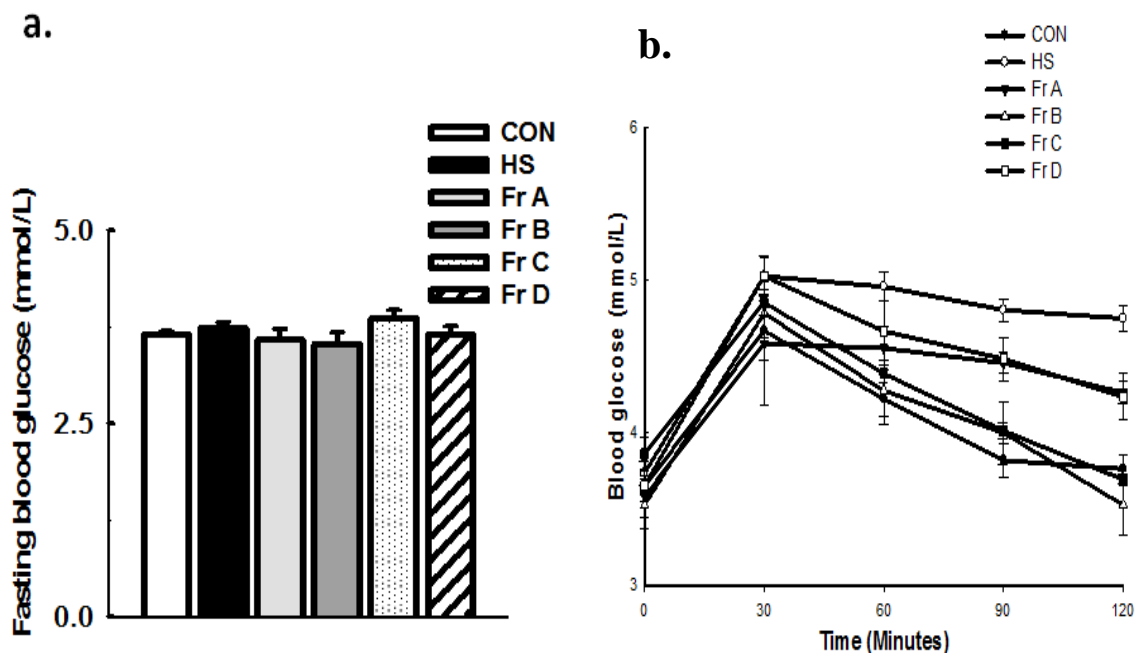 a.
CON
HS
Fr A
Fr B
Fr C
Fr D
Fasting blood glucose (mmol/L)
5.0
2.5
0.0
b.
CON
HS
Fr A
Fr B
Fr C
Fr D
Blood glocose (mmol/L)
6
5
4
3
0
30
60
90
120
Time (Minutes)